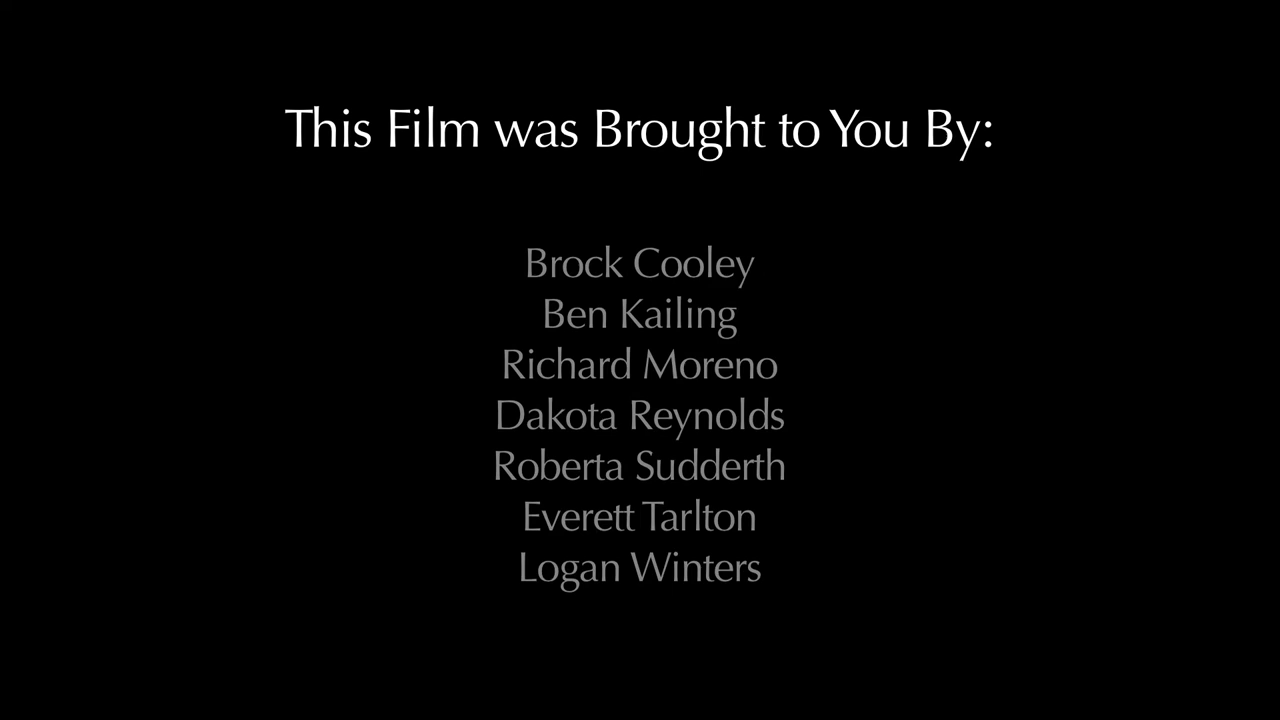 This Film was Brought to You By:
Brock Cooley
Ben Kailing
Richard Moreno
Dakota Reynolds
Roberta Sudderth
Everett Tarlton
Logan Winters